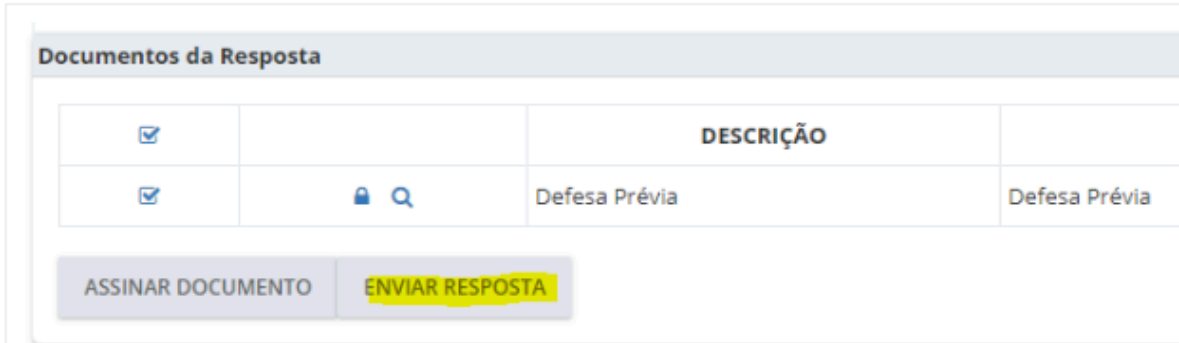 Documentos da Resposta
DESCRIÇÃO
Defesa Prévia Defesa Prévia
ASSINAR DOCUMENTO ENVIAR RESPOSTA